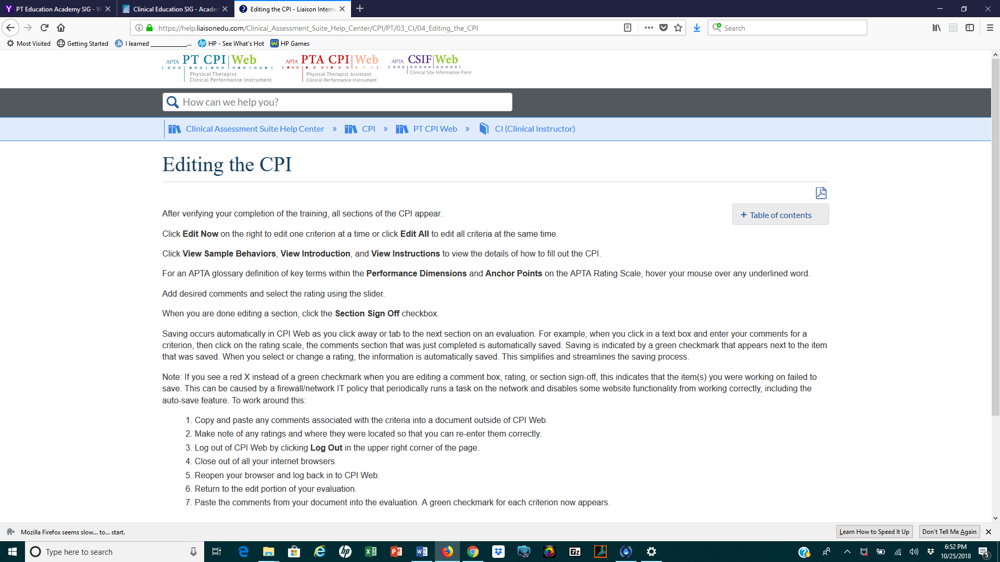 PT Education Academy SIG - W
Clinical Education SIG - Acade
Editing the CPI - Liaison Interna
https://help.liaisonedu.com/Clinical_Assessment_Suite_Help_Center/CPI/PT/03_CI/04_Editing_the_CPI
Search
Most Visited
Getting Started
I learned ____________...
HP - See What's Hot
HP Games
APTA PT CPI|Web
Physical Therapist
Clinical Performance Instrument
APTA PTA CPI|Web
Physical Therapist Assistant
Clinical Performance Instrument
APTA CSIF|Web
Clinical Site Information Form
How can we help you?
Clinical Assessment Suite Help Center » CPI » PT CPI Web » CI (Clinical Instructor)
Editing the CPI
+ Table of contents
After verifying your completion of the training, all sections of the CPI appear.
Click Edit Now on the right to edit one criterion at a time or click Edit All to edit all criteria at the same time.
Click View Sample Behaviors, View Introduction, and View Instructions to view the details of how to fill out the CPI.
For an APTA glossary definition of key terms within the Performance Dimensions and Anchor Points on the APTA Rating Scale, hover your mouse over any underlined word.
Add desired comments and select the rating using the slider.
When you are done editing a section, click the Section Sign Off checkbox.
Saving occurs automatically in CPI Web as you click away or tab to the next section on an evaluation. For example, when you click in a text box and enter your comments for a
criterion, then click on the rating scale, the comments section that was just completed is automatically saved. Saving is indicated by a green checkmark that appears next to the item
that was saved. When you select or change a rating, the information is automatically saved. This simplifies and streamlines the saving process.
Note: If you see a red X instead of a green checkmark when you are editing a comment box, rating, or section sign-off, this indicates that the item(s) you were working on failed to
save. This can be caused by a firewall/network IT policy that periodically runs a task on the network and disables some website functionality from working correctly, including the
auto-save feature. To work around this:
1. Copy and paste any comments associated with the criteria into a document outside of CPI Web.
2. Make note of any ratings and where they were located so that you can re-enter them correctly.
3. Log out of CPI Web by clicking Log Out in the upper right corner of the page.
4. Close out of all your internet browsers.
5. Reopen your browser and log back in to CPI Web.
6. Return to the edit portion of your evaluation.
7. Paste the comments from your document into the evaluation. A green checkmark for each criterion now appears.
Mozilla Firefox seems slow... to... start.
Learn How to Speed It Up
Don't Tell Me Again
Type here to search
6:52 PM
10/25/2018
5